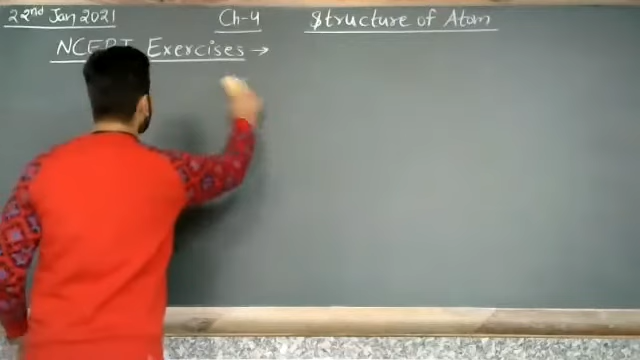 22nd Jan 2021 Ch-4 Structure of Atom
NCERT Exercises →